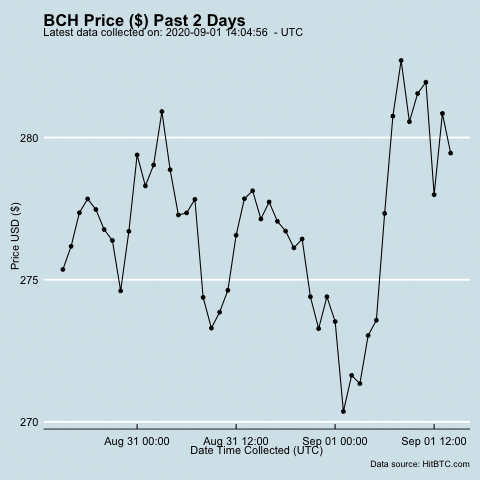 BCH Price ($) Past 2 Days
Latest data collected on: 2020-09-01 14:04:56  - UTC
280
Price USD ($)
275
270
Aug 31 00:00 Aug 31 12:00 Sep 01 00:00 Sep 01 12:00
Date Time Collected (UTC)
Data source: HitBTC.com